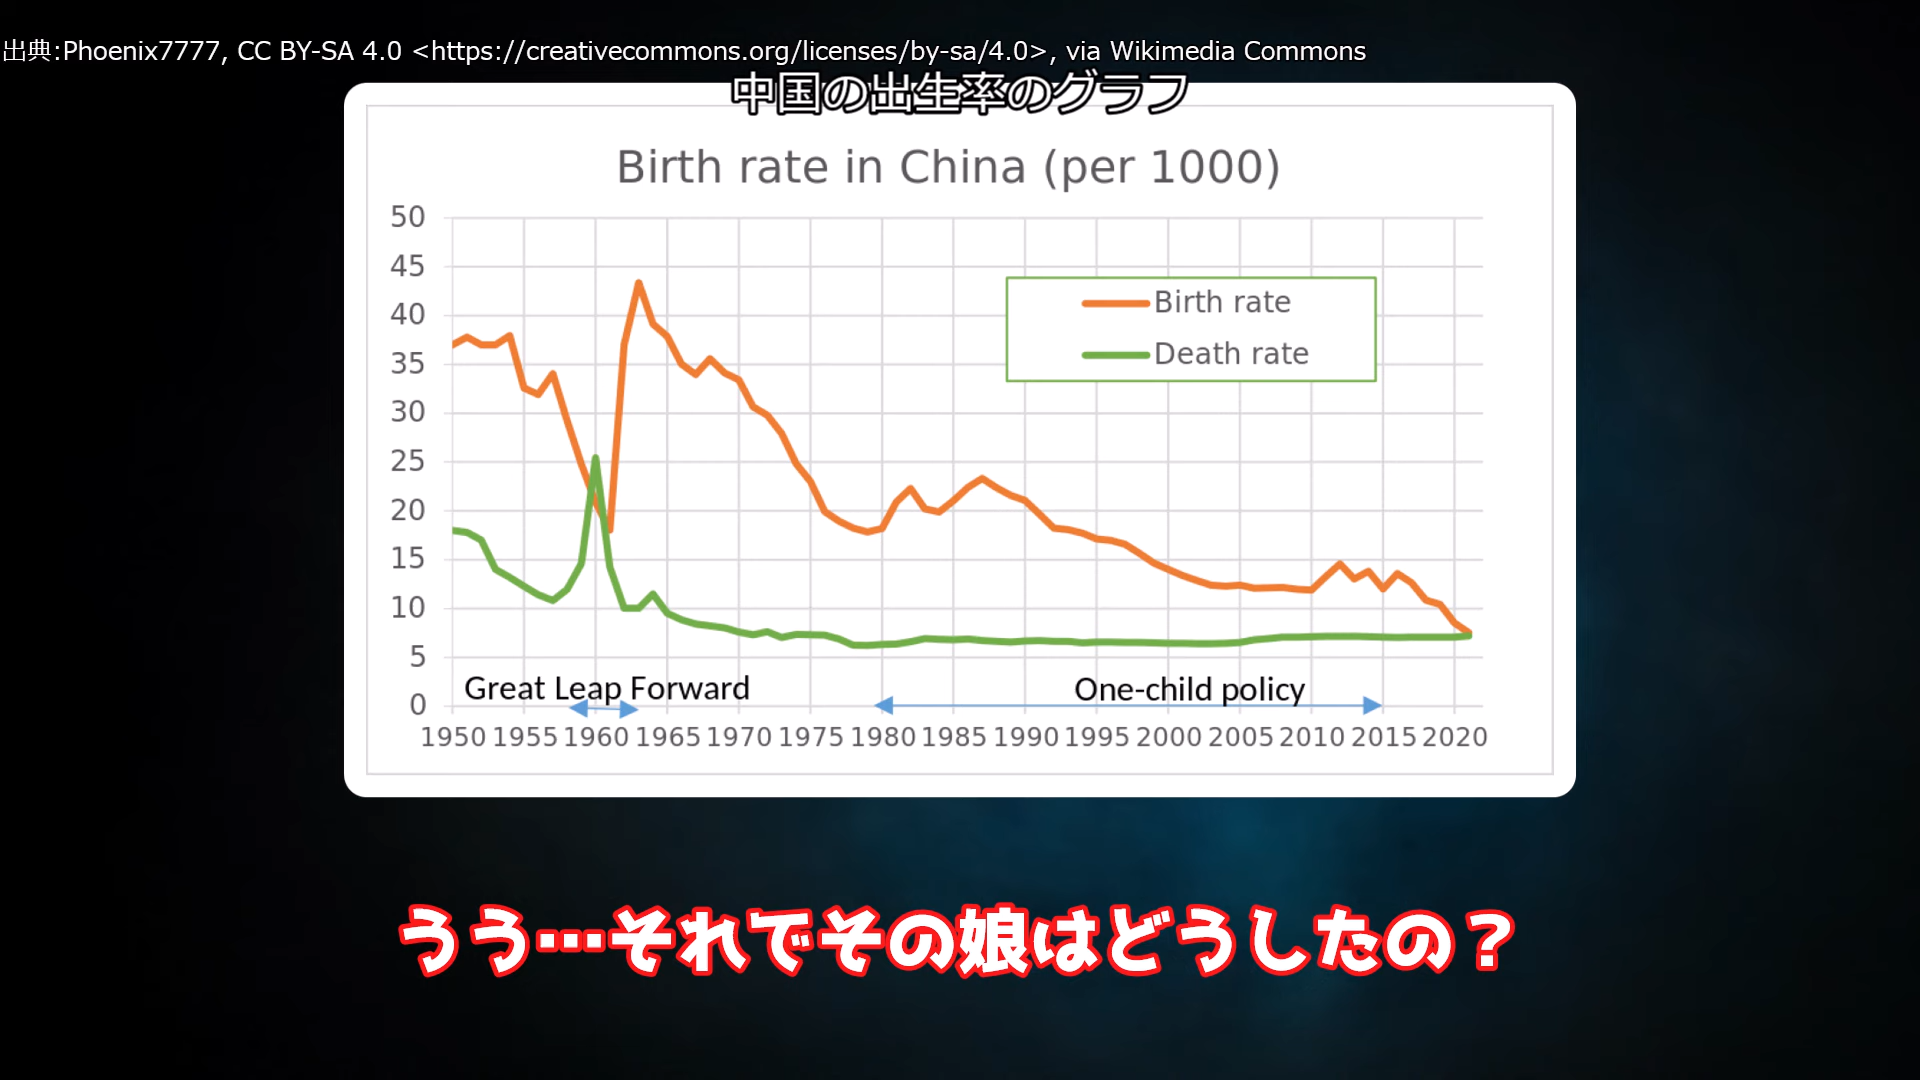 出典:Phoenix7777, CC BY-SA 4.0 <https://creativecommons.org/licenses/by-sa/4.0>, via Wikimedia Commons
中国の出生率のグラフ
Birth rate in China (per 1000)
50
45
40
35
30
25
20
15
10
5
0
Birth rate
Death rate
Great Leap Forward
One-child policy
1950 1955 1960 1965 1970 1975 1980 1985 1990 1995 2000 2005 2010 2015 2020
うう…それでその娘はどうしたの？